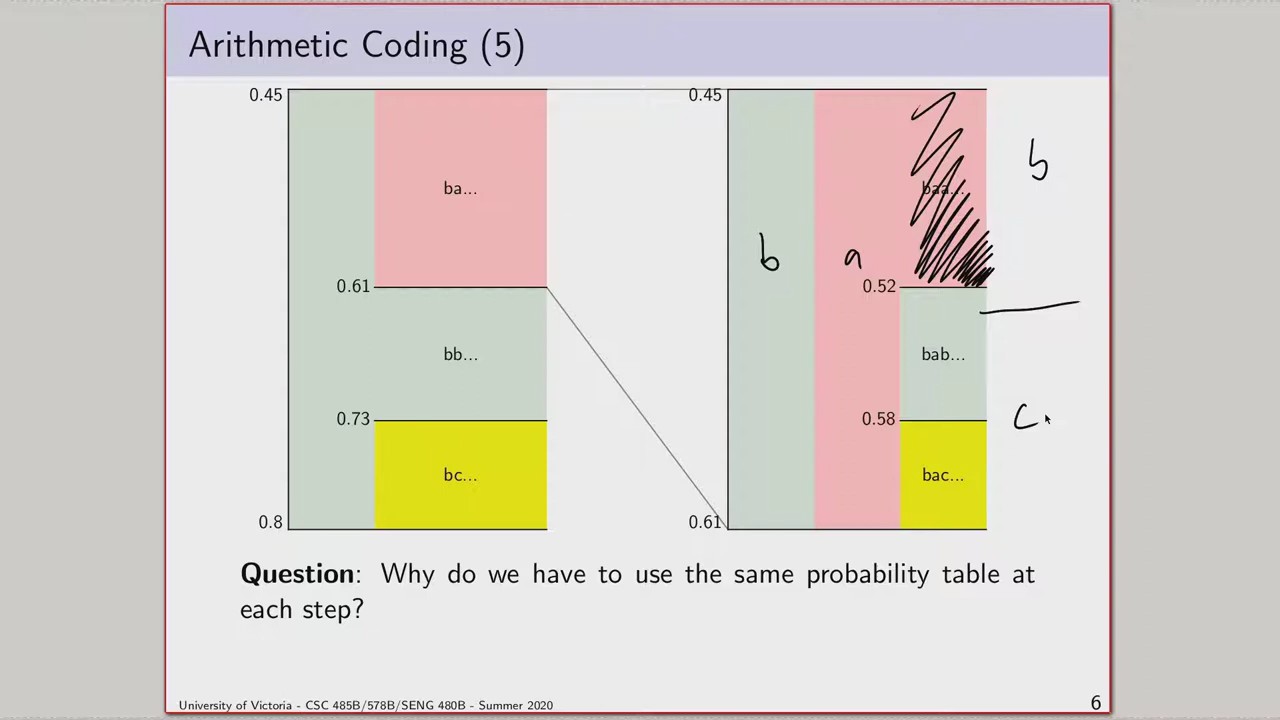 Arithmetic Coding (5)
0.45
ba...
0.61
bb...
0.73
bc...
0.8
0.45
baa...
b
b
a
0.52
bab...
0.58
c
bac...
0.61
Question: Why do we have to use the same probability table at
each step?
University of Victoria - CSC 485B/578B/SENG 480B - Summer 2020
6